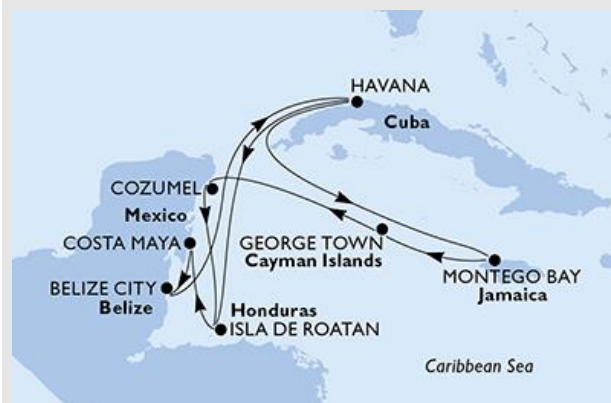 HAVANA
Cuba
COZUMEL
Mexico
COSTA MAYA
GEORGE TOWN
Cayman Islands
MONTEGO BAY
Jamaica
BELIZE CITY
Belize
Honduras
ISLA DE ROATAN
Caribbean Sea